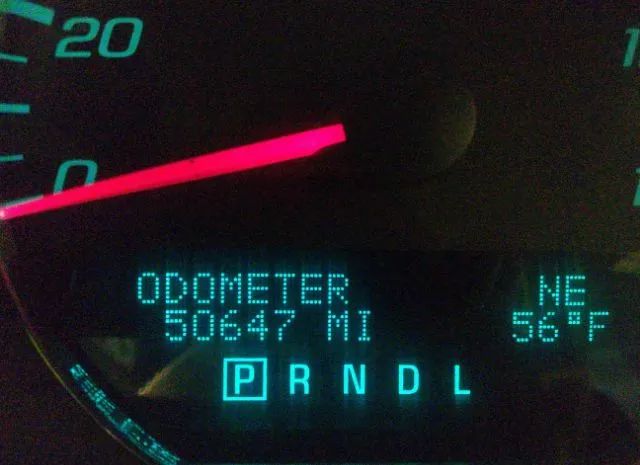 20
0
ODOMETER NE
50647 MI 56°F
P R N D L